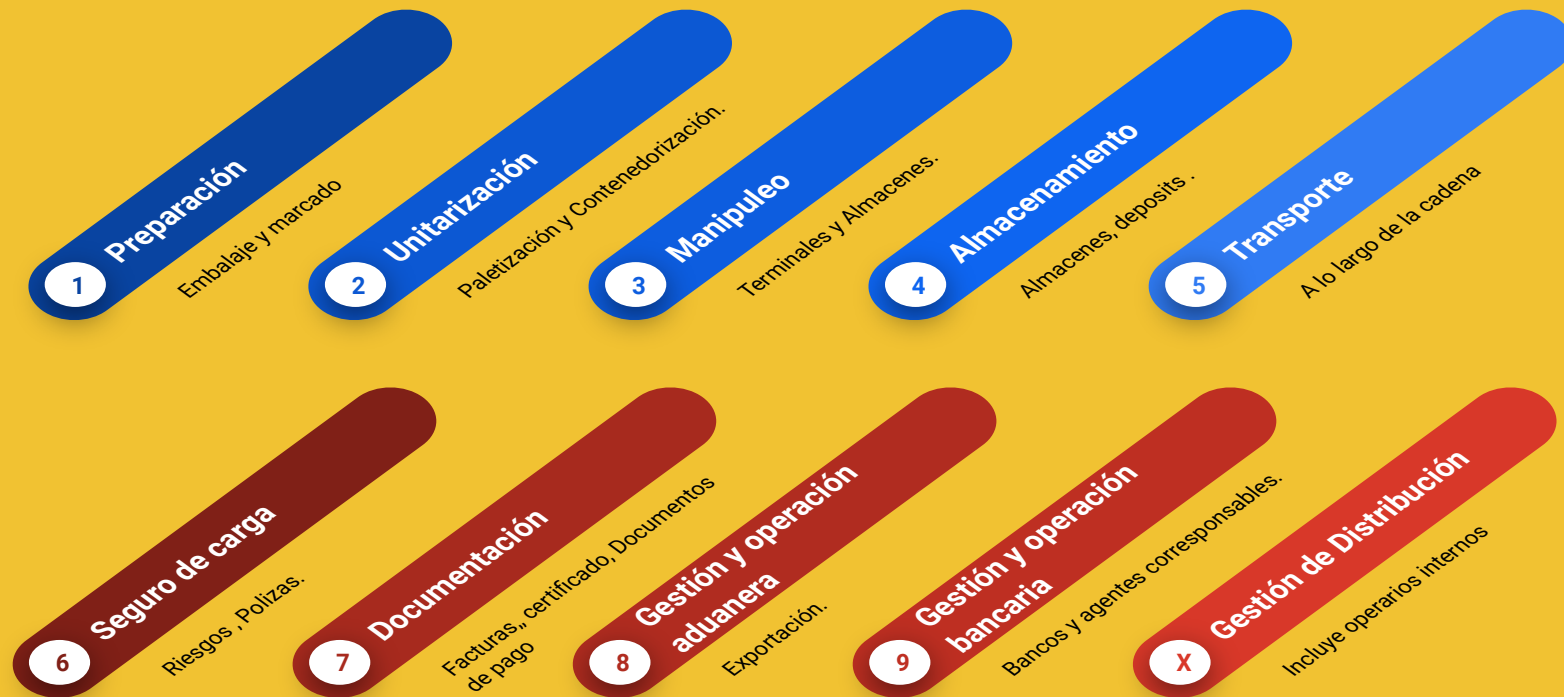 1
Preparación
Embalaje y marcado
2
Unitarización
Paletización y Contenedorización.
3
Manipuleo
Terminales y Almacenes.
4
Almacenamiento
Almacenes, deposits .
5
Transporte
A lo largo de la cadena
6
Seguro de carga
Riesgos , Polizas.
7
Documentación
Facturas,, certificado, Documentos
de pago
8
Gestión y operación
aduanera
Exportación.
9
Gestión y operación
bancaria
Bancos y agentes corresponsables.
X
Gestión de Distribución
Incluye operarios internos